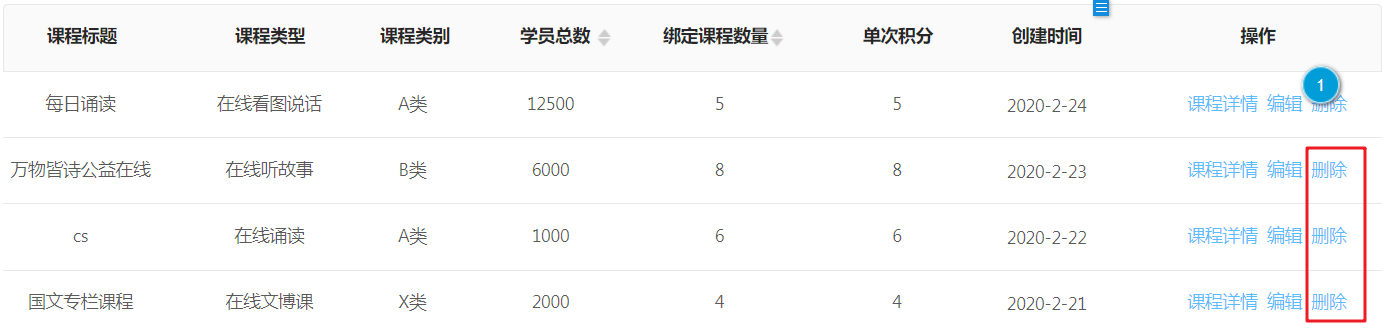 课程标题 课程类型 课程类别 学员总数 绑定课程数量 单次积分 创建时间 操作
1
每日诵读 在线看图说话 A类 12500 5 5 2020-2-24 课程详情 编辑 删除
万物皆诗公益在线 在线听故事 B类 6000 8 8 2020-2-23 课程详情 编辑 删除
cs 在线诵读 A类 1000 6 6 2020-2-22 课程详情 编辑 删除
国文专栏课程 在线文博课 X类 2000 4 4 2020-2-21 课程详情 编辑 删除